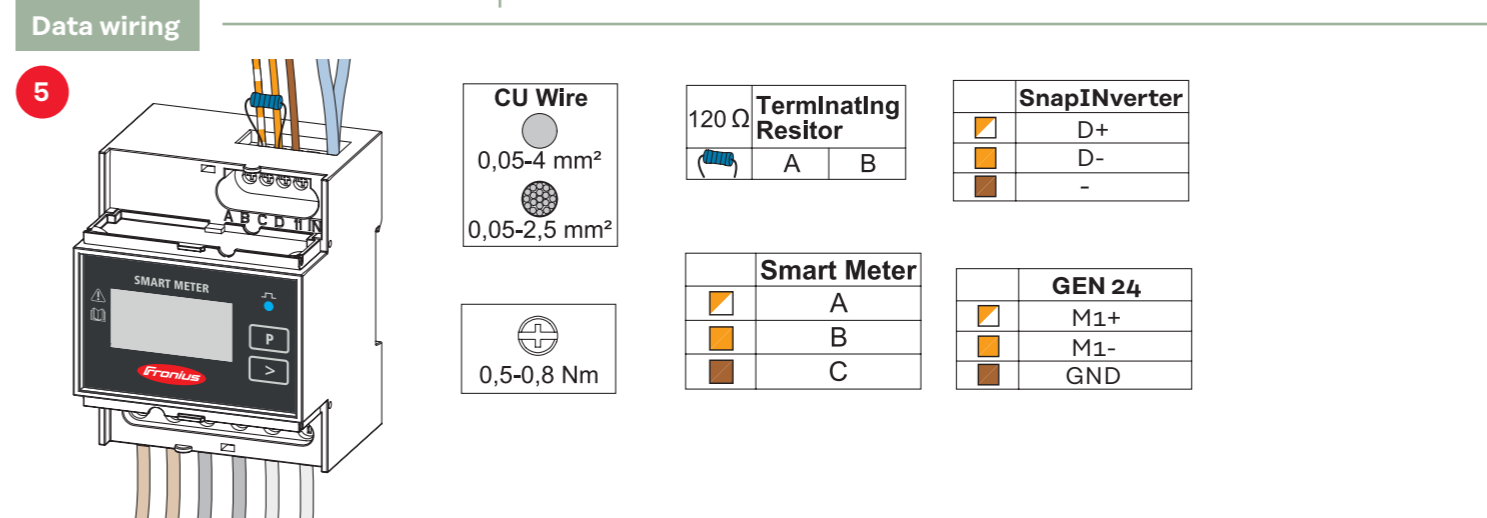 Data wiring
5
A B C D 11 IN
SMART METER
P
>
Fronius
CU Wire
0,05-4 mm²
0,05-2,5 mm²
0,5-0,8 Nm
120 Ω TermInatIng
Resitor
A B
Smart Meter
A
B
C
SnapINverter
D+
D-
-
GEN 24
M1+
M1-
GND